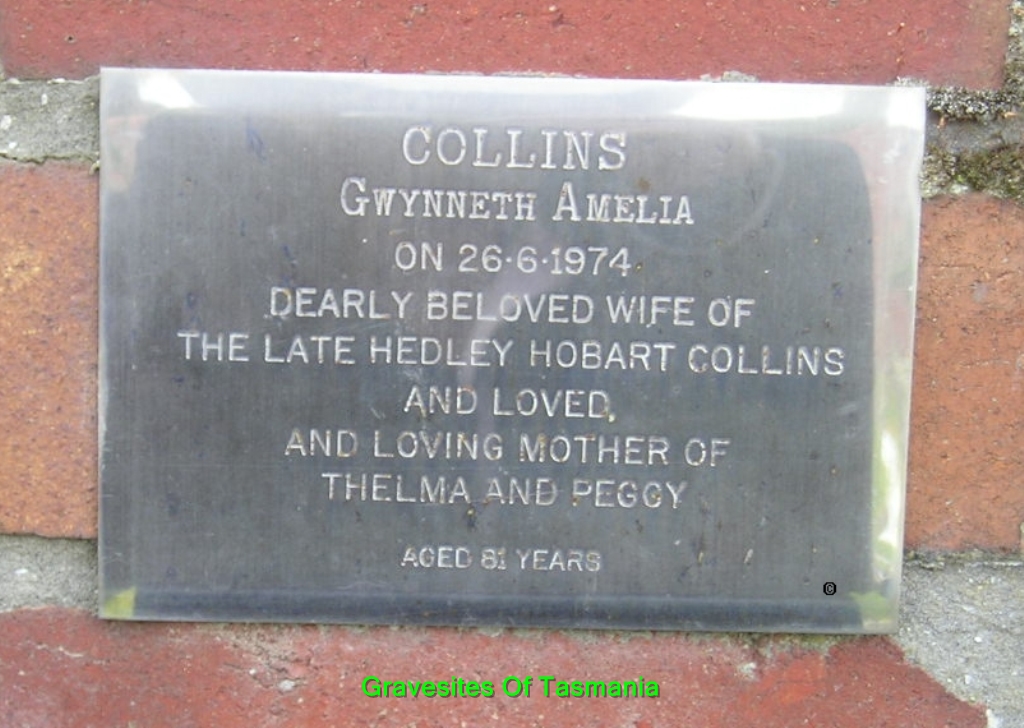 COLLINS
GWYNNETH AMELIA
ON 26·6·1974
DEARLY BELOVED WIFE OF
THE LATE HEDLEY HOBART COLLINS
AND LOVED,
AND LOVING MOTHER OF
THELMA AND PEGGY
AGED 81 YEARS
©
Gravesites Of Tasmania